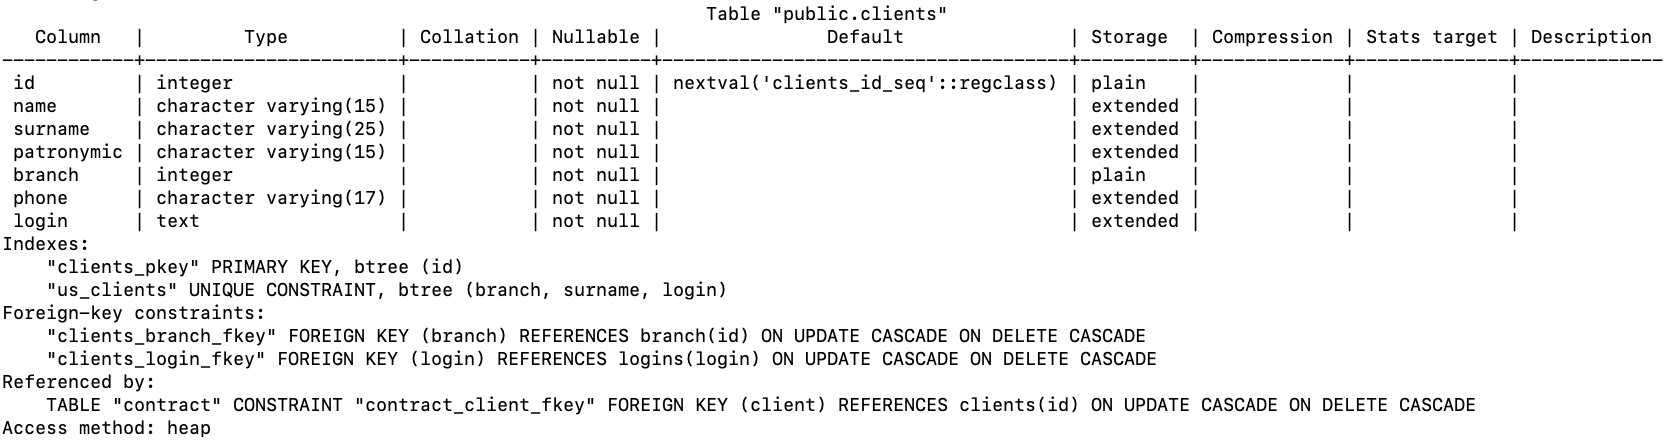 Table "public.clients"
Column | Type | Collation | Nullable | Default | Storage | Compression | Stats target | Description
------------+-----------------------+-----------+----------+-------------------------------------+----------+-------------+--------------+-------------
id | integer | | not null | nextval('clients_id_seq'::regclass) | plain | | |
name | character varying(15) | | not null | | extended | | |
surname | character varying(25) | | not null | | extended | | |
patronymic | character varying(15) | | not null | | extended | | |
branch | integer | | not null | | plain | | |
phone | character varying(17) | | not null | | extended | | |
login | text | | not null | | extended | | |
Indexes:
"clients_pkey" PRIMARY KEY, btree (id)
"us_clients" UNIQUE CONSTRAINT, btree (branch, surname, login)
Foreign-key constraints:
"clients_branch_fkey" FOREIGN KEY (branch) REFERENCES branch(id) ON UPDATE CASCADE ON DELETE CASCADE
"clients_login_fkey" FOREIGN KEY (login) REFERENCES logins(login) ON UPDATE CASCADE ON DELETE CASCADE
Referenced by:
TABLE "contract" CONSTRAINT "contract_client_fkey" FOREIGN KEY (client) REFERENCES clients(id) ON UPDATE CASCADE ON DELETE CASCADE
Access method: heap